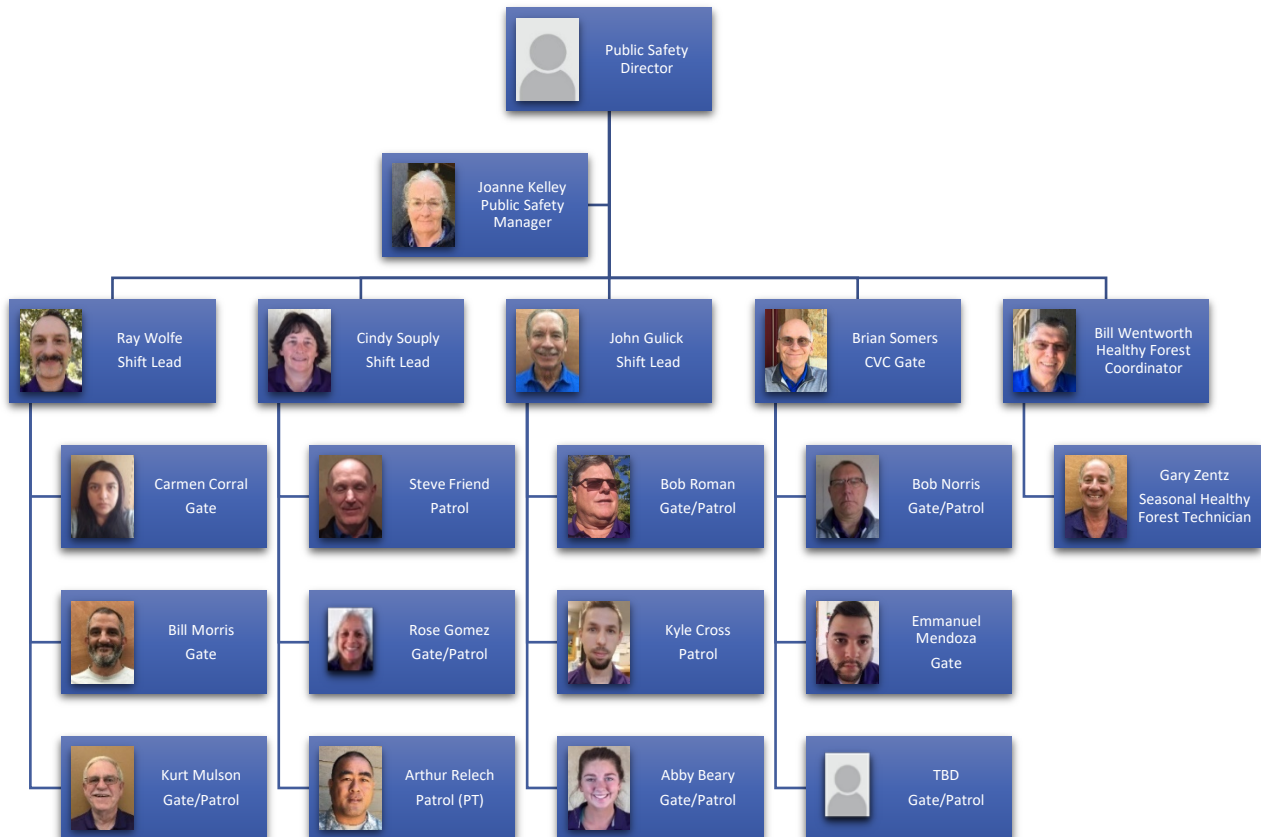 Public Safety
Director
Joanne Kelley
Public Safety
Manager
Ray Wolfe
Shift Lead
Cindy Souply
Shift Lead
John Gulick
Shift Lead
Brian Somers
CVC Gate
Bill Wentworth
Healthy Forest
Coordinator
Carmen Corral
Gate
Steve Friend
Patrol
Bob Roman
Gate/Patrol
Bob Norris
Gate/Patrol
Gary Zentz
Seasonal Healthy
Forest Technician
Bill Morris
Gate
Rose Gomez
Gate/Patrol
Kyle Cross
Patrol
Emmanuel
Mendoza
Gate
Kurt Mulson
Gate/Patrol
Arthur Relech
Patrol (PT)
Abby Beary
Gate/Patrol
TBD
Gate/Patrol